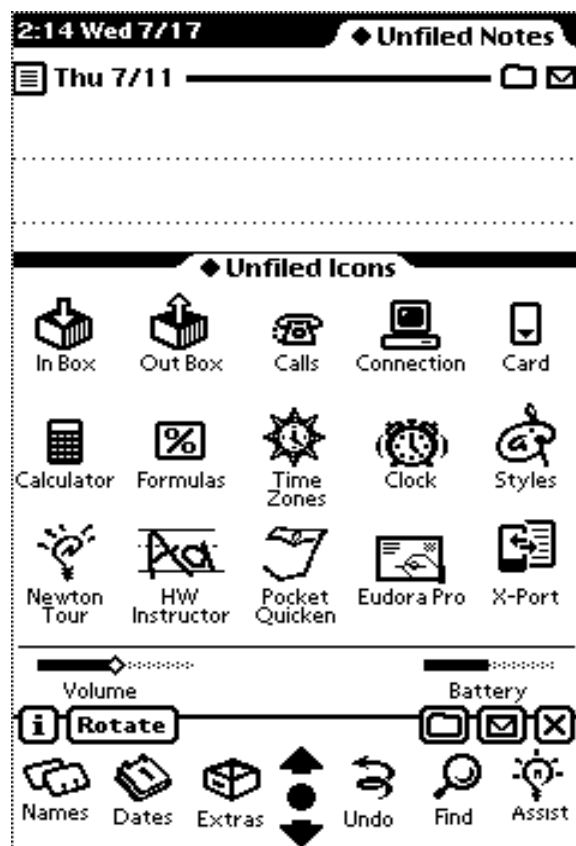 2:14 Wed 7/17 ◆ Unfiled Notes
Thu 7/11
◆ Unfiled Icons
In Box Out Box Calls Connection Card
Calculator Formulas Time Zones Clock Styles
Newton Tour HW Instructor Pocket Quicken Eudora Pro X-Port
Volume Battery
i Rotate
Names Dates Extras Undo Find Assist